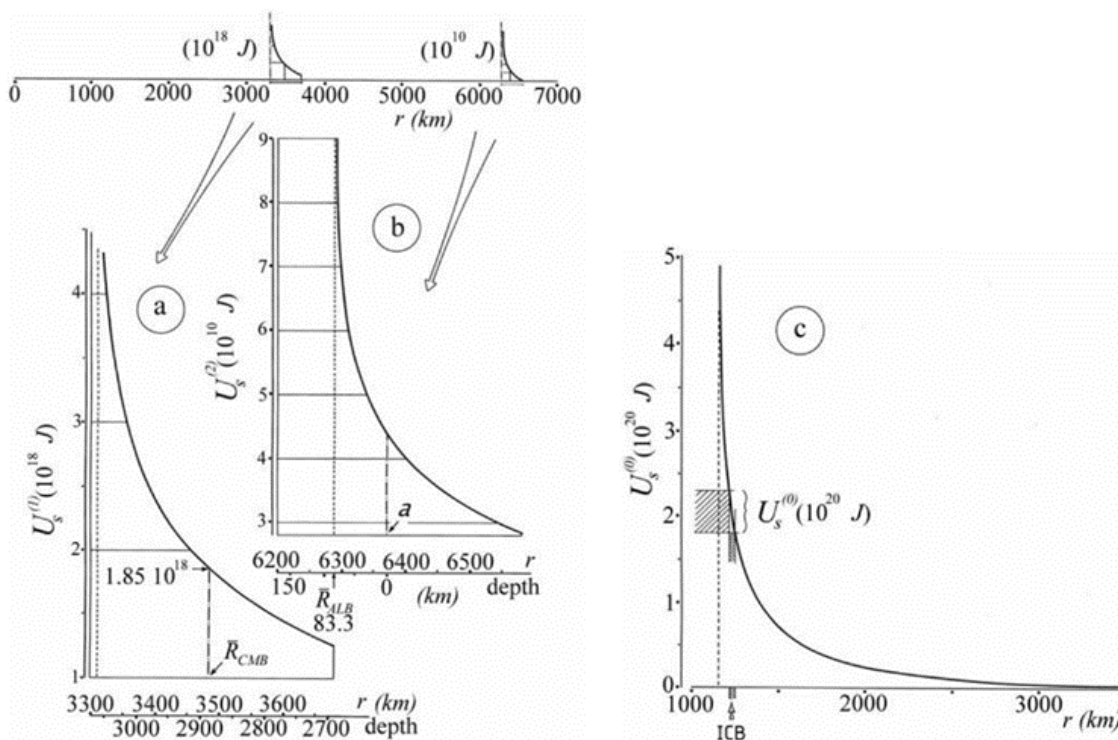 (10^18 J)
(10^10 J)
0 1000 2000 3000 4000 5000 6000 7000
r (km)
a
U_s^(1) (10^18 J)
4
3
2
1
1.85 10^18
R̄_CMB
3300 3400 3500 3600 r (km)
3000 2900 2800 2700 depth
b
U_s^(2) (10^10 J)
9
8
7
6
5
4
3
a
6200 6300 6400 6500 r
150 0 (km) depth
R̄_ALB
83.3
c
U_s^(0) (10^20 J)
5
4
3
2
1
0
U_s^(0) (10^20 J)
1000 2000 3000 r (km)
ICB